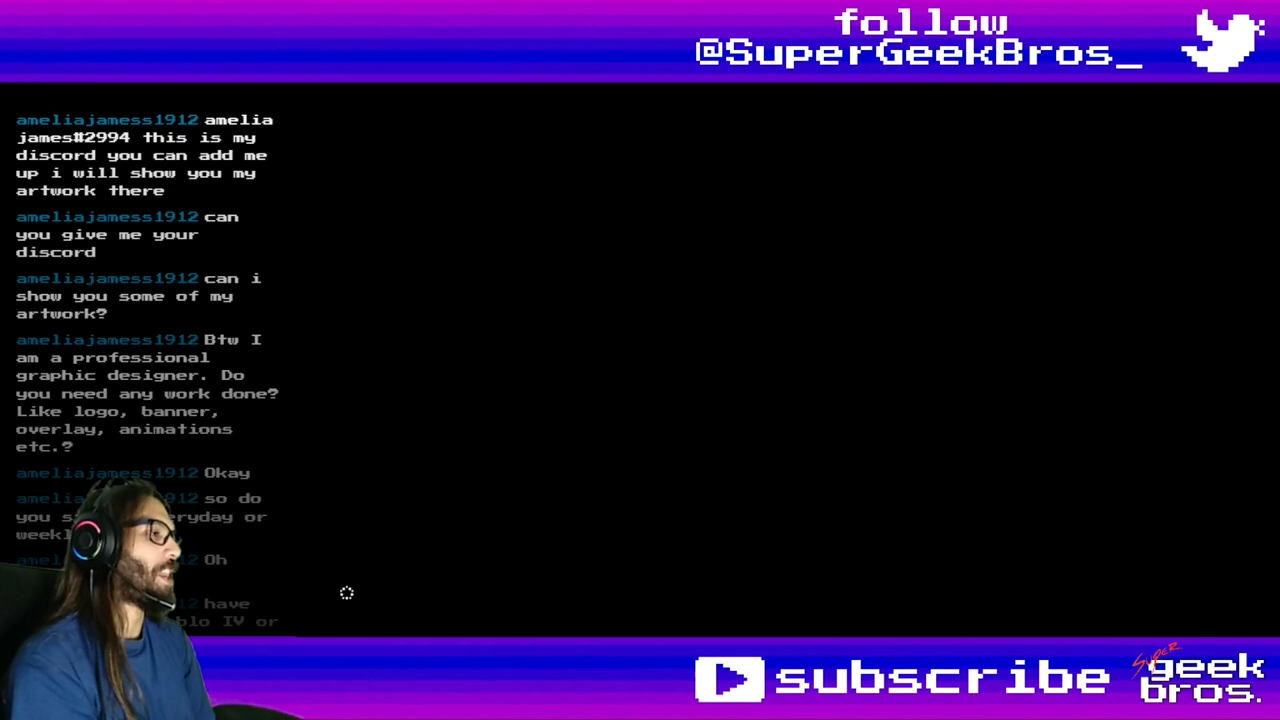 follow
@SuperGeekBros_
ameliajamess1912 amelia
james#2994 this is my
discord you can add me
up i will show you my
artwork there
ameliajamess1912 can
you give me your
discord
ameliajamess1912 can i
show you some of my
artwork?
ameliajamess1912 Btw I
am a professional
graphic designer. Do
you need any work done?
Like logo, banner,
overlay, animations
etc.?
ameliajamess1912 Okay
so do
you or
Oh
have
IV or
subscribe
SUPER
geek
bros.